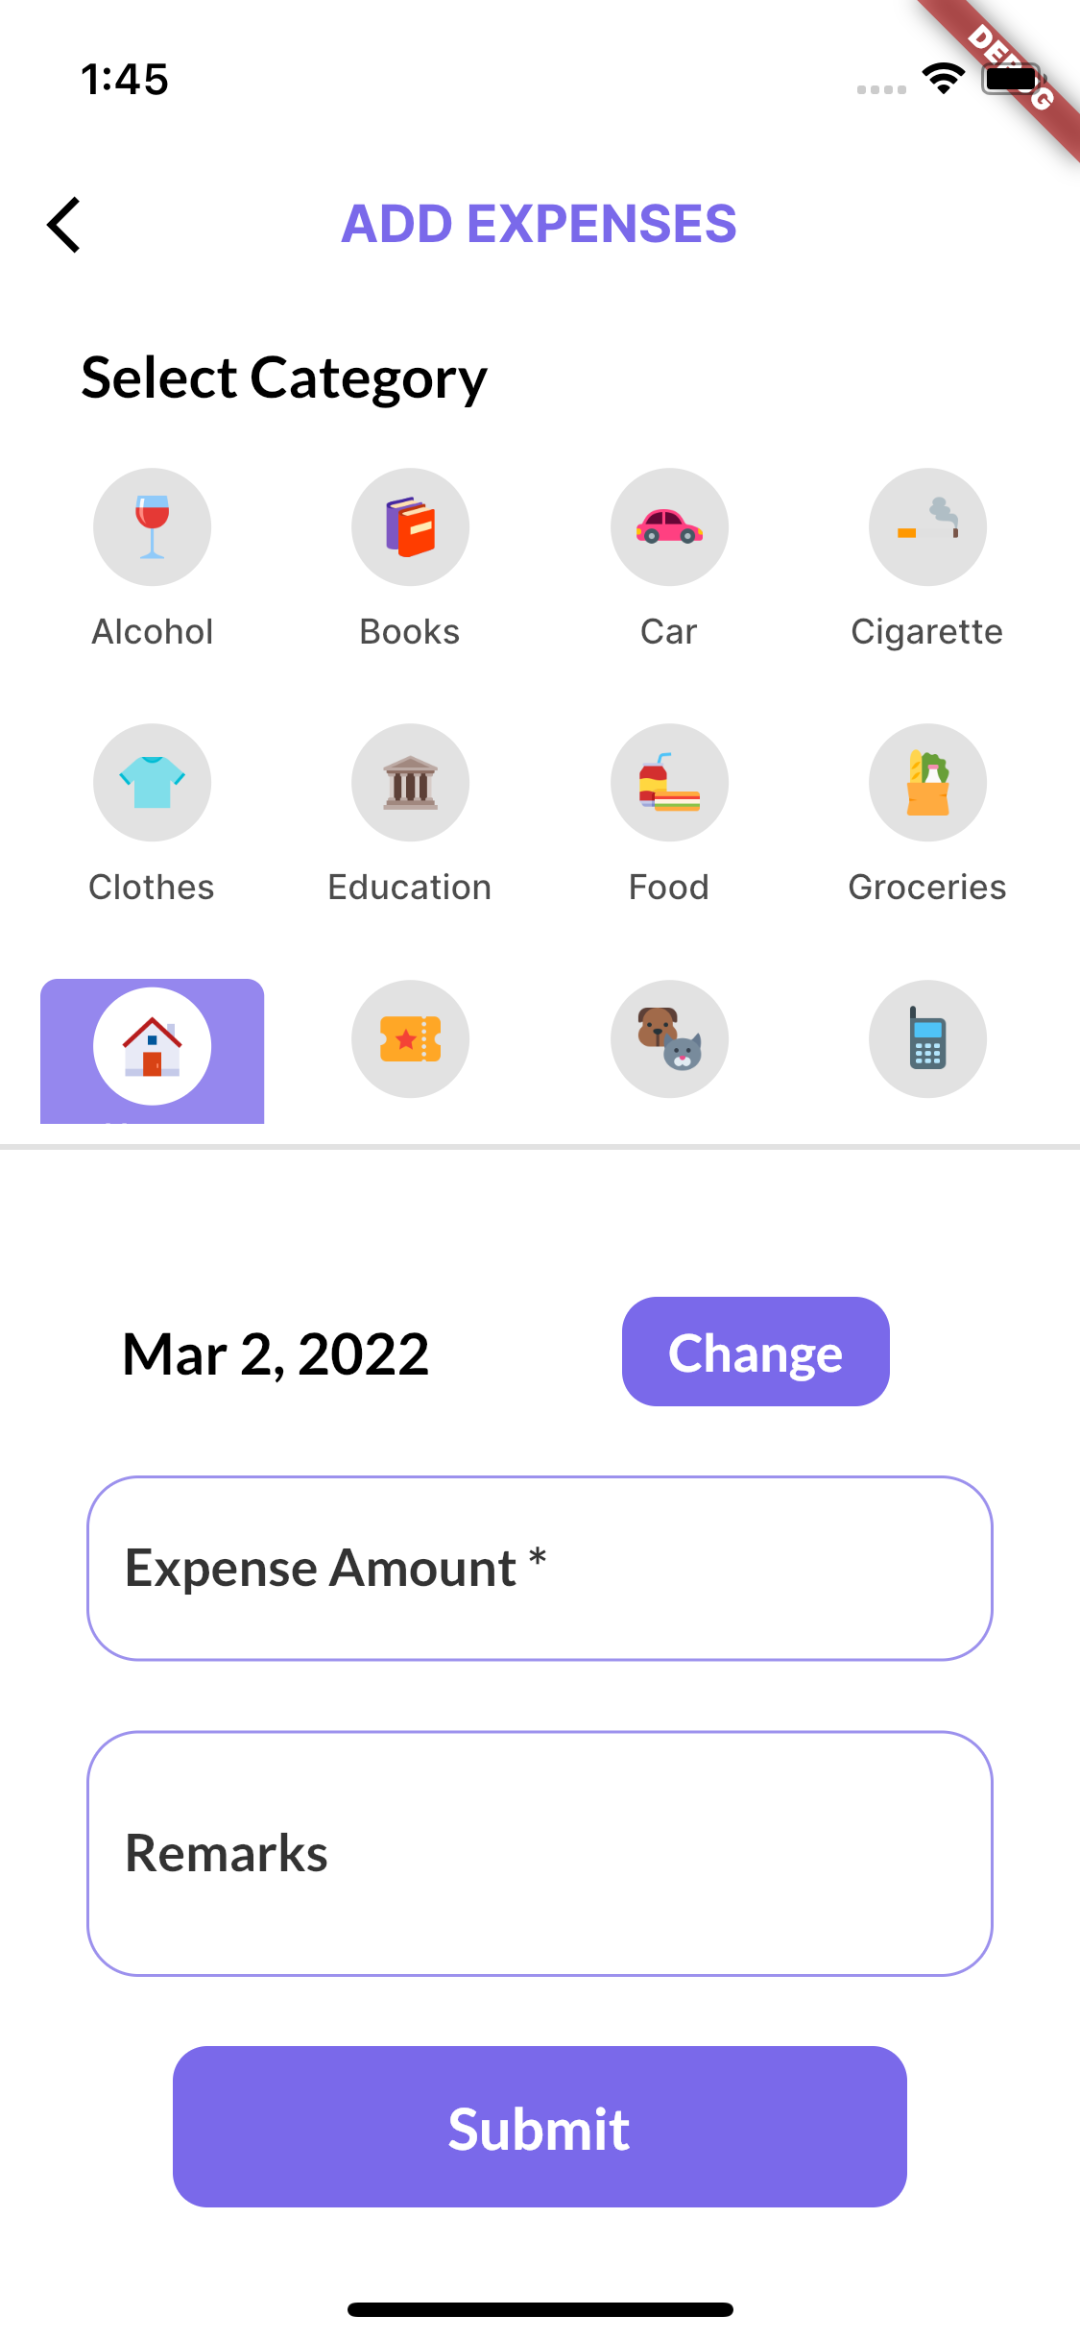 1:45
DEBUG
ADD EXPENSES
Select Category
Alcohol
Books
Car
Cigarette
Clothes
Education
Food
Groceries
Mar 2, 2022
Change
Expense Amount *
Remarks
Submit